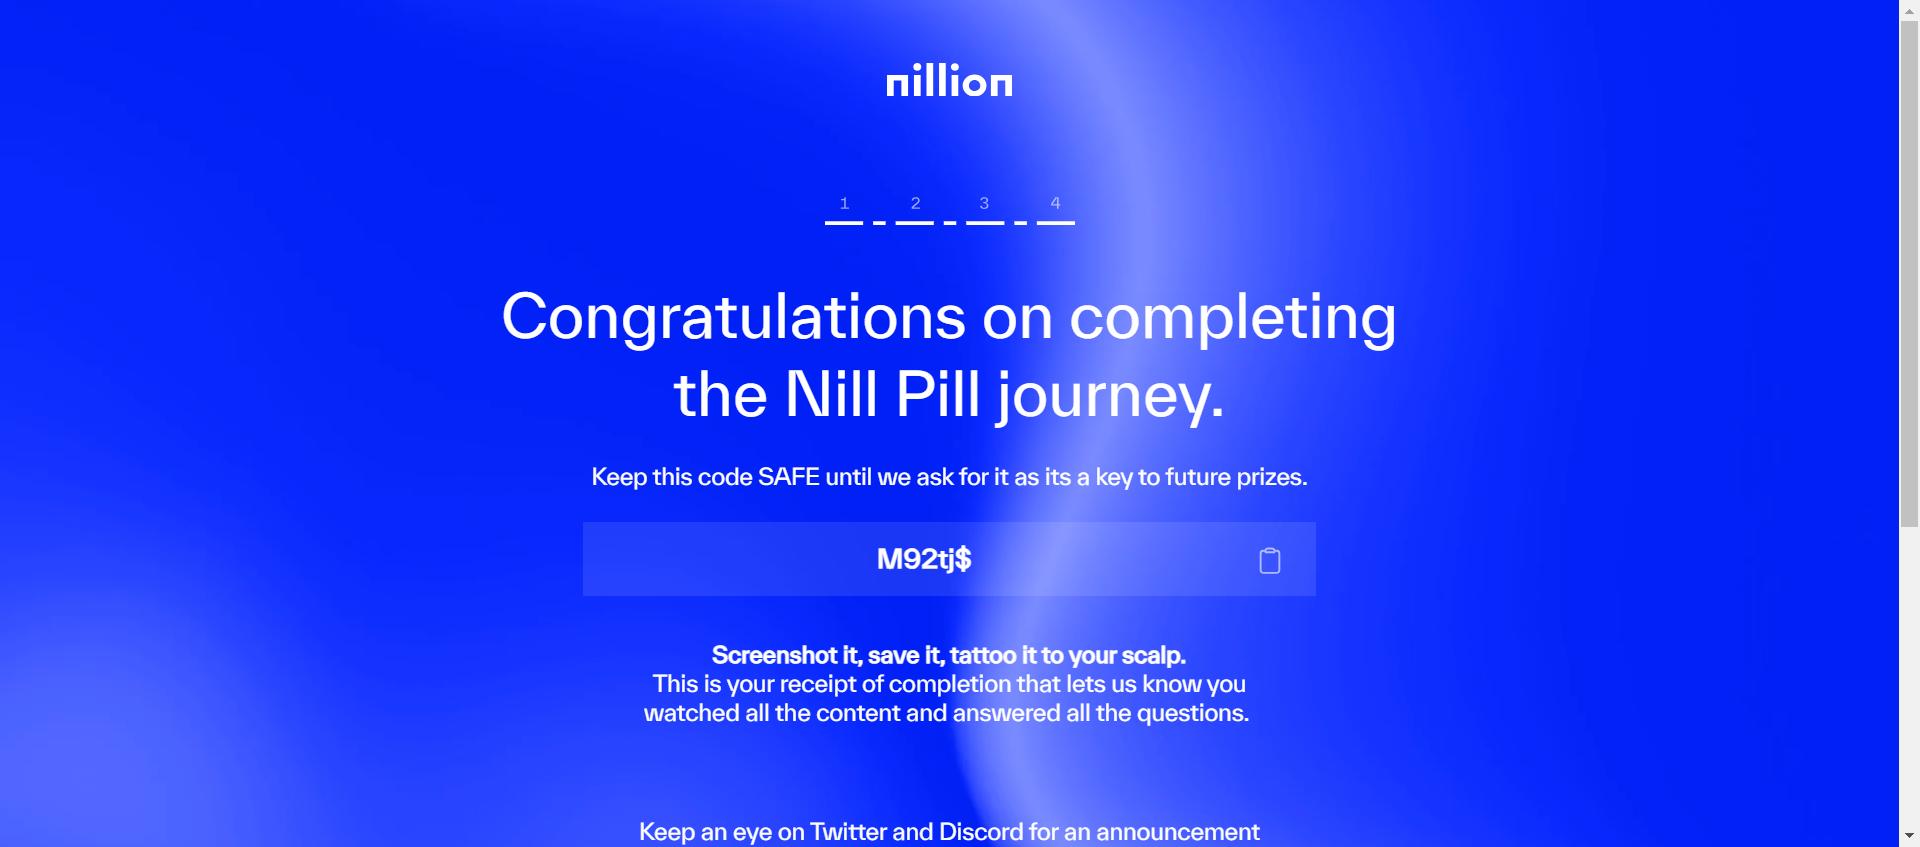 nillion
1 2 3 4
Congratulations on completing
the Nill Pill journey.
Keep this code SAFE until we ask for it as its a key to future prizes.
M92tj$
Screenshot it, save it, tattoo it to your scalp.
This is your receipt of completion that lets us know you
watched all the content and answered all the questions.
Keep an eye on Twitter and Discord for an announcement